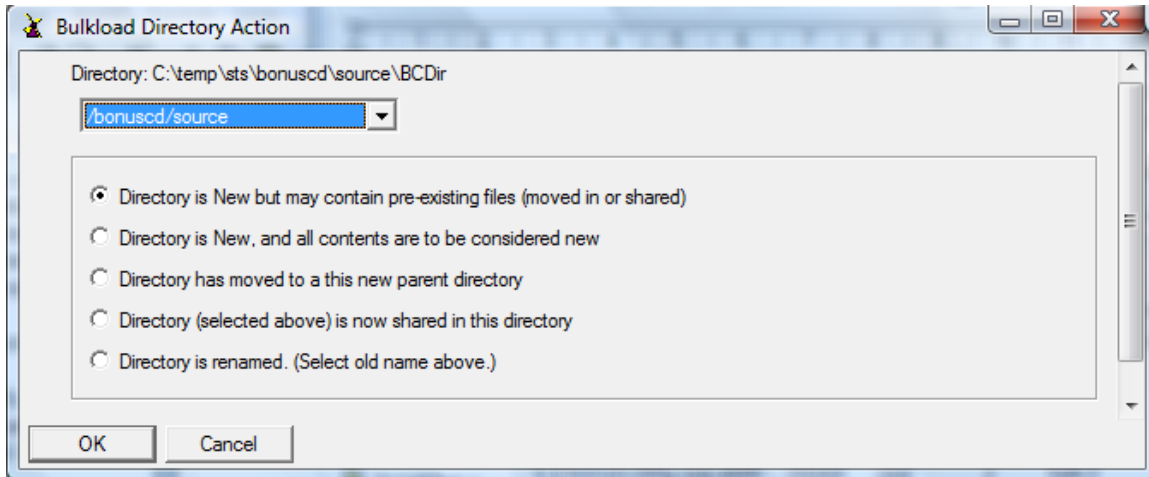 Bulkload Directory Action
Directory: C:\temp\sts\bonuscd\source\BCDir
/bonuscd/source
Directory is New but may contain pre-existing files (moved in or shared)
Directory is New, and all contents are to be considered new
Directory has moved to a this new parent directory
Directory (selected above) is now shared in this directory
Directory is renamed. (Select old name above.)
OK Cancel